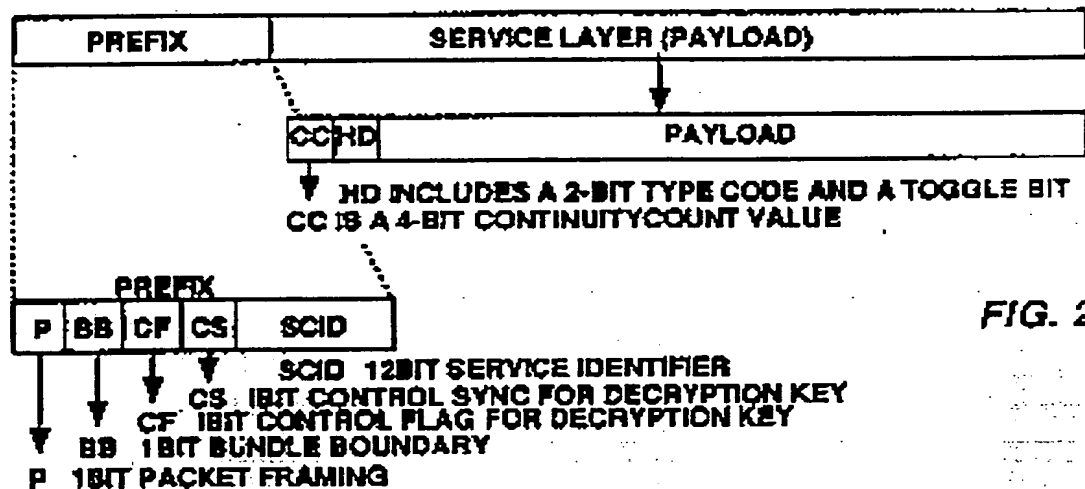 PREFIX SERVICE LAYER (PAYLOAD)
CC HD PAYLOAD
HD INCLUDES A 2-BIT TYPE CODE AND A TOGGLE BIT
CC IS A 4-BIT CONTINUITYCOUNT VALUE
PREFIX
P BB CF CS SCID
FIG. 2
SCID 12BIT SERVICE IDENTIFIER
CS 1BIT CONTROL SYNC FOR DECRYPTION KEY
CF 1BIT CONTROL FLAG FOR DECRYPTION KEY
BB 1BIT BUNDLE BOUNDARY
P 1BIT PACKET FRAMING